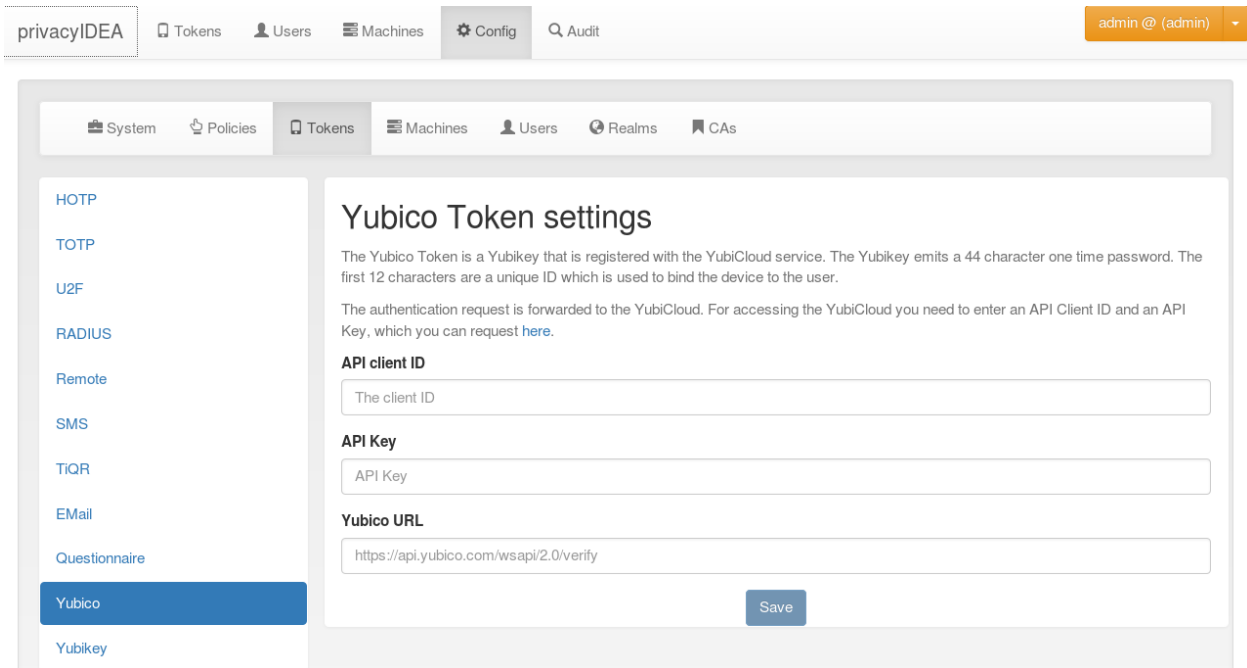 privacyIDEA Tokens Users Machines Config Audit admin @ (admin)
System Policies Tokens Machines Users Realms CAs
HOTP
TOTP
U2F
RADIUS
Remote
SMS
TiQR
EMail
Questionnaire
Yubico
Yubikey
Yubico Token settings
The Yubico Token is a Yubikey that is registered with the YubiCloud service. The Yubikey emits a 44 character one time password. The
first 12 characters are a unique ID which is used to bind the device to the user.
The authentication request is forwarded to the YubiCloud. For accessing the YubiCloud you need to enter an API Client ID and an API
Key, which you can request here.
API client ID
The client ID
API Key
API Key
Yubico URL
https://api.yubico.com/wsapi/2.0/verify
Save